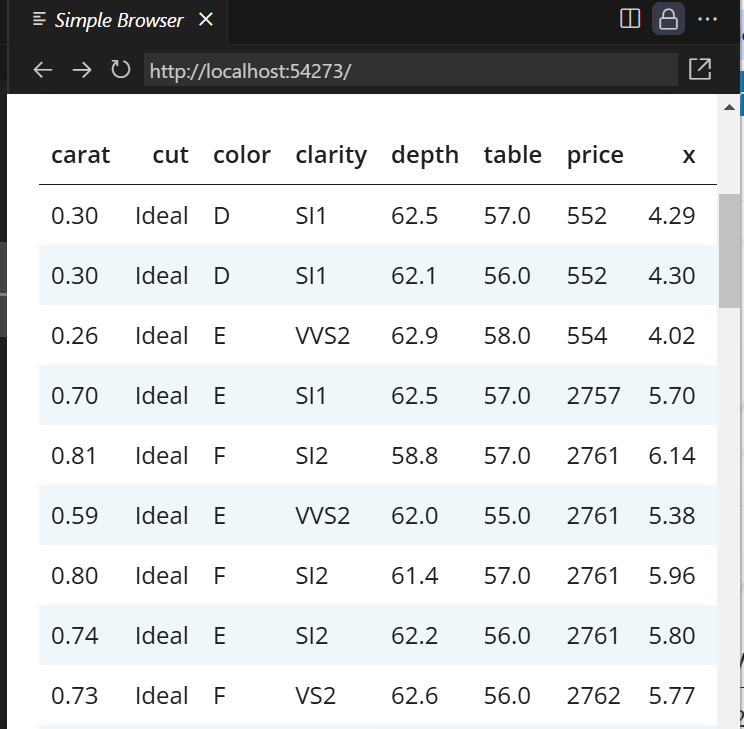 Simple Browser
http://localhost:54273/
carat cut color clarity depth table price x
0.30 Ideal D SI1 62.5 57.0 552 4.29
0.30 Ideal D SI1 62.1 56.0 552 4.30
0.26 Ideal E VVS2 62.9 58.0 554 4.02
0.70 Ideal E SI1 62.5 57.0 2757 5.70
0.81 Ideal F SI2 58.8 57.0 2761 6.14
0.59 Ideal E VVS2 62.0 55.0 2761 5.38
0.80 Ideal F SI2 61.4 57.0 2761 5.96
0.74 Ideal E SI2 62.2 56.0 2761 5.80
0.73 Ideal F VS2 62.6 56.0 2762 5.77